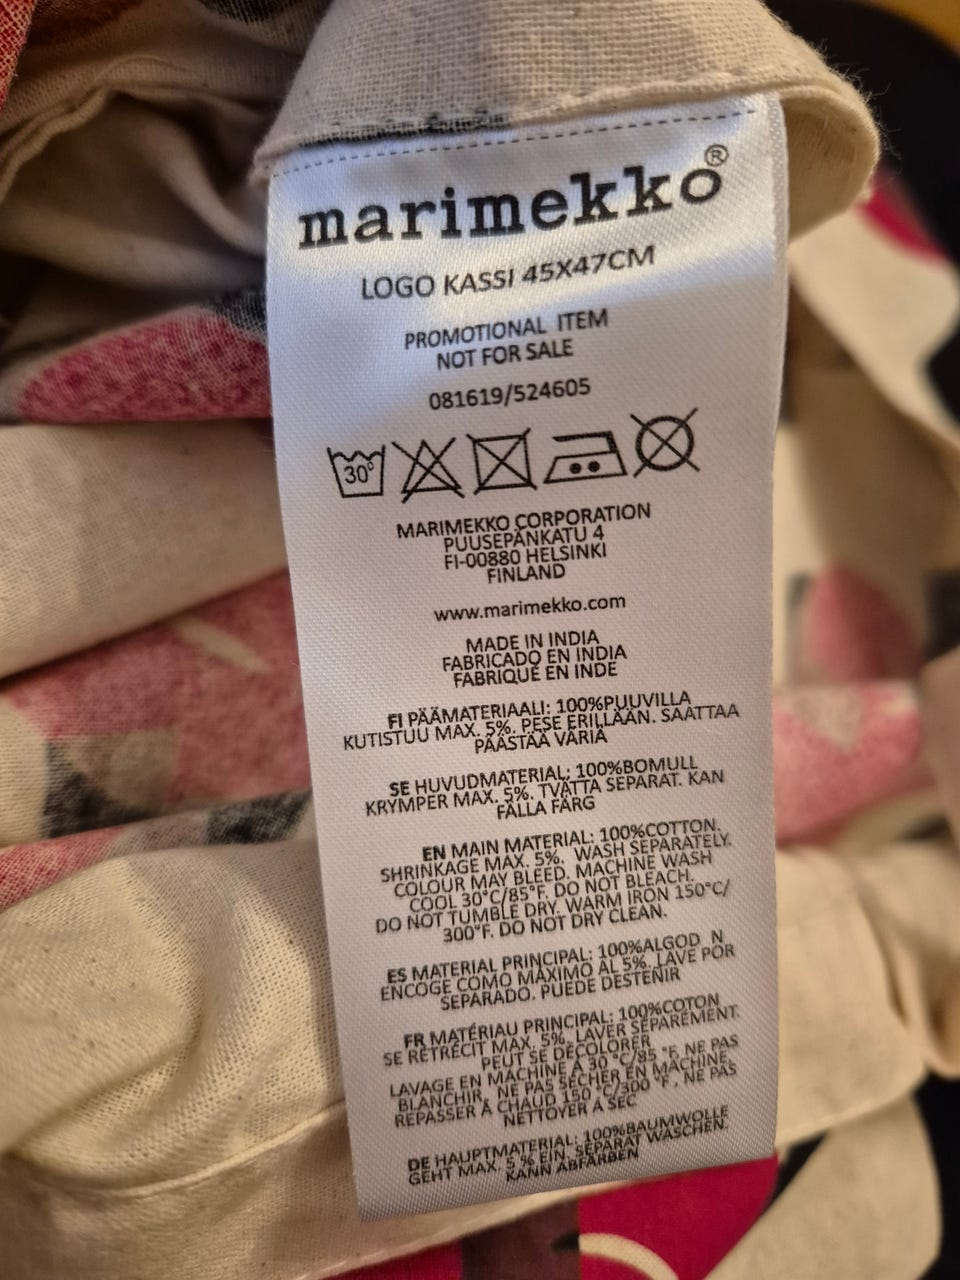 marimekko®
LOGO KASSI 45X47CM
PROMOTIONAL ITEM
NOT FOR SALE
081619/524605
30°
MARIMEKKO CORPORATION
PUUSEPÄNKATU 4
FI-00880 HELSINKI
FINLAND
www.marimekko.com
MADE IN INDIA
FABRICADO EN INDIA
FABRIQUÉ EN INDE
FI PÄÄMATERIAALI: 100%PUUVILLA
KUTISTUU MAX. 5%. PESE ERILLÄÄN. SAATTAA
PÄÄSTÄÄ VÄRIÄ
SE HUVUDMATERIAL: 100%BOMULL
KRYMPER MAX. 5%. TVÄTTA SEPARAT. KAN
FÄLLA FÄRG
EN MAIN MATERIAL: 100%COTTON.
SHRINKAGE MAX. 5%. WASH SEPARATELY.
COLOUR MAY BLEED. MACHINE WASH
COOL 30°C/85°F. DO NOT BLEACH.
DO NOT TUMBLE DRY. WARM IRON 150°C/
300°F. DO NOT DRY CLEAN.
ES MATERIAL PRINCIPAL: 100%ALGOD N
ENCOGE COMO MÁXIMO AL 5%. LAVE POR
SEPARADO. PUEDE DESTEÑIR
FR MATÉRIAU PRINCIPAL: 100%COTON
SE RÉTRÉCIT MAX. 5%. LAVER SÉPARÉMENT.
PEUT SE DÉCOLORER
LAVAGE EN MACHINE À 30 °C/85 °F. NE PAS
BLANCHIR, NE PAS SÉCHER EN MACHINE,
REPASSER À CHAUD 150 °C/300 °F, NE PAS
NETTOYER À SEC
DE HAUPTMATERIAL: 100%BAUMWOLLE
GEHT MAX. 5 % EIN. SEPARAT WASCHEN.
KANN ABFÄRBEN